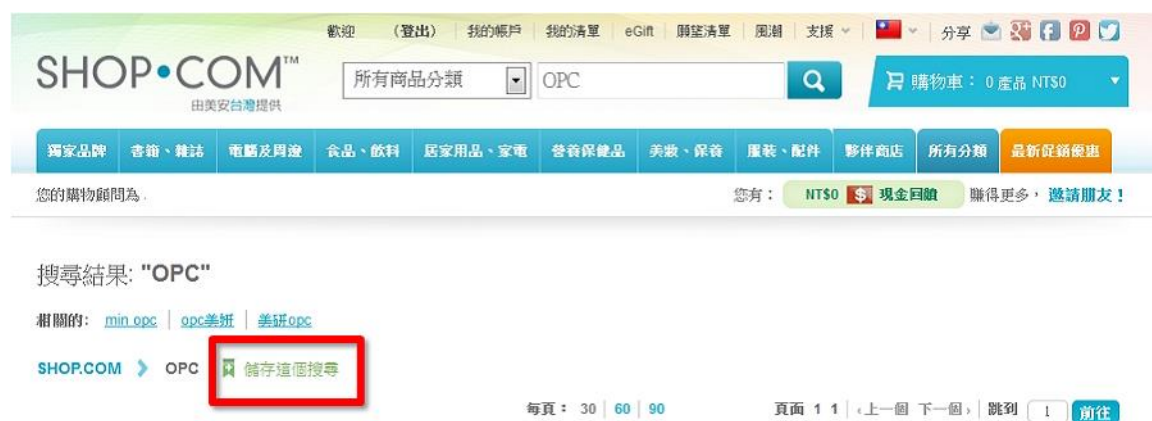 歡迎 (登出) 我的帳戶 我的清單 eGift 願望清單 風潮 支援 分享
SHOP•COM™ 所有商品分類 OPC 購物車： 0 產品 NT$0
由美安台灣提供
獨家品牌 書籍、雜誌 電腦及周邊 食品、飲料 居家用品、家電 營養保健品 美妝、保養 服裝、配件 夥伴商店 所有分類 最新促銷優惠
您的購物顧問為 . 您有： NT$0 現金回饋 賺得更多， 邀請朋友！
搜尋結果: "OPC"
相關的: min opc opc美妍 美研opc
SHOP.COM OPC 儲存這個搜尋
每頁： 30 60 90 頁面 1 1 ‹上一個 下一個› 跳到 1 前往